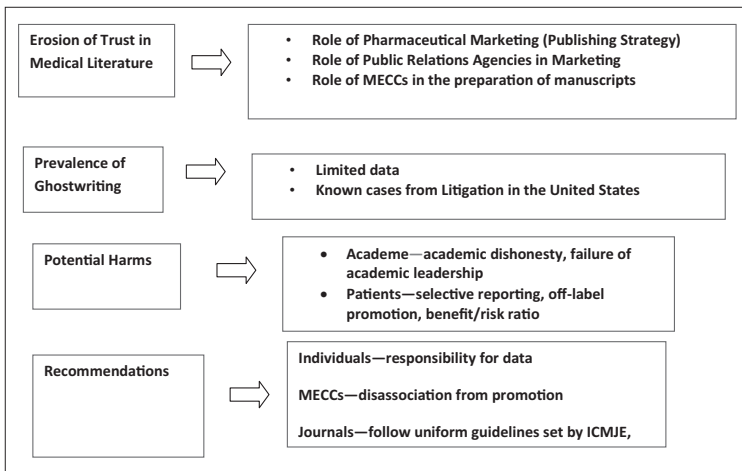 Erosion of Trust in
Medical Literature
• Role of Pharmaceutical Marketing (Publishing Strategy)
• Role of Public Relations Agencies in Marketing
• Role of MECCs in the preparation of manuscripts
Prevalence of
Ghostwriting
• Limited data
• Known cases from Litigation in the United States
Potential Harms
• Academe—academic dishonesty, failure of
academic leadership
• Patients—selective reporting, off-label
promotion, benefit/risk ratio
Recommendations
Individuals—responsibility for data
MECCs—disassociation from promotion
Journals—follow uniform guidelines set by ICMJE,